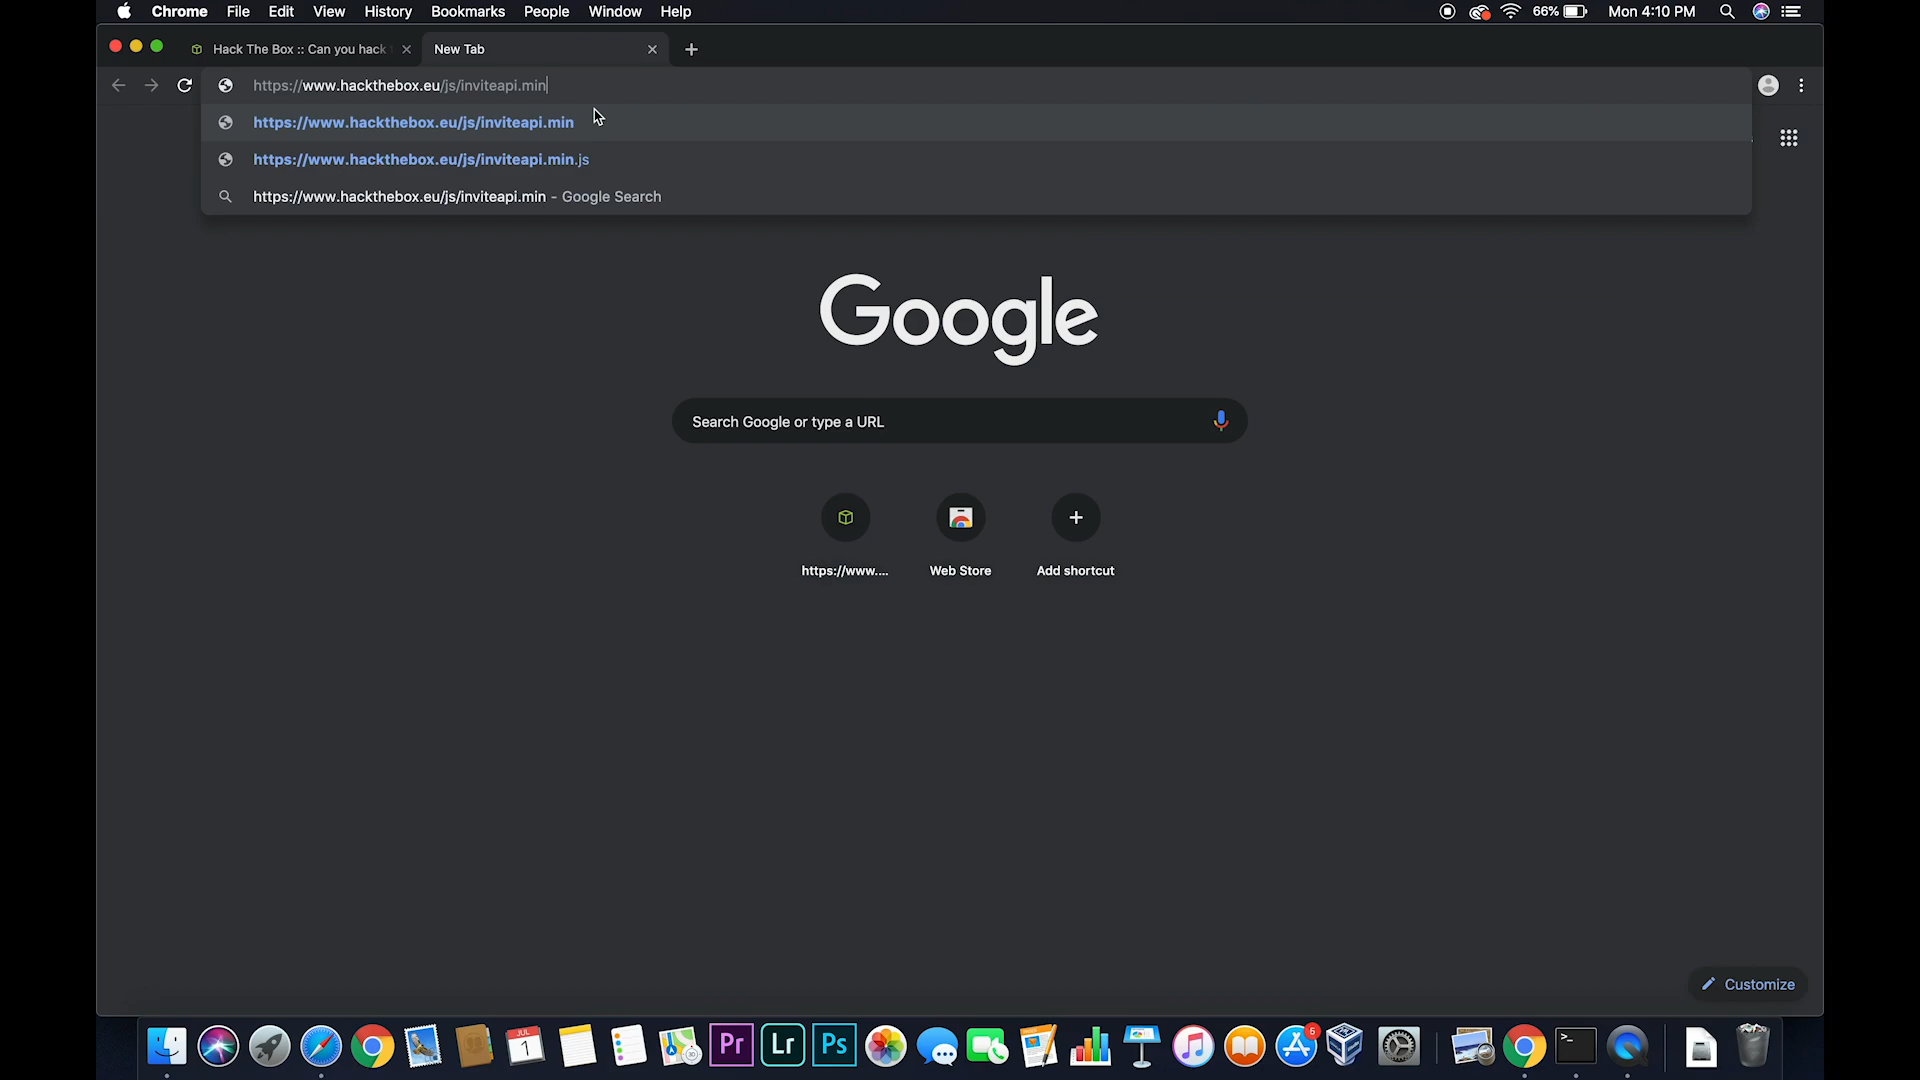 Chrome File Edit View History Bookmarks People Window Help 66% Mon 4:10 PM
Hack The Box :: Can you hack New Tab
https://www.hackthebox.eu/js/inviteapi.min
https://www.hackthebox.eu/js/inviteapi.min
https://www.hackthebox.eu/js/inviteapi.min.js
https://www.hackthebox.eu/js/inviteapi.min - Google Search
Google
Search Google or type a URL
https://www.... Web Store Add shortcut
Customize
JUL
1
Pr Lr Ps
5
>_